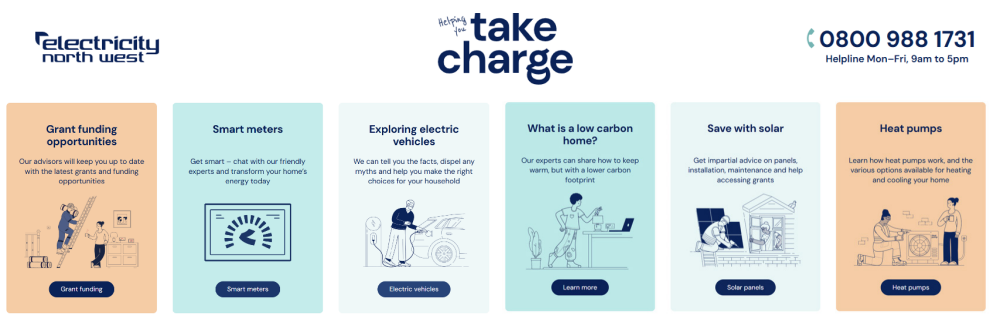 electricity
north west
Helping
you
take
charge
0800 988 1731
Helpline Mon–Fri, 9am to 5pm
Grant funding
opportunities
Our advisors will keep you up to date
with the latest grants and funding
opportunities
Grant funding
Smart meters
Get smart – chat with our friendly
experts and transform your home's
energy today
Smart meters
Exploring electric
vehicles
We can tell you the facts, dispel any
myths and help you make the right
choices for your household
Electric vehicles
What is a low carbon
home?
Our experts can share how to keep
warm, but with a lower carbon
footprint
Learn more
Save with solar
Get impartial advice on panels,
installation, maintenance and help
accessing grants
Solar panels
Heat pumps
Learn how heat pumps work, and the
various options available for heating
and cooling your home
Heat pumps